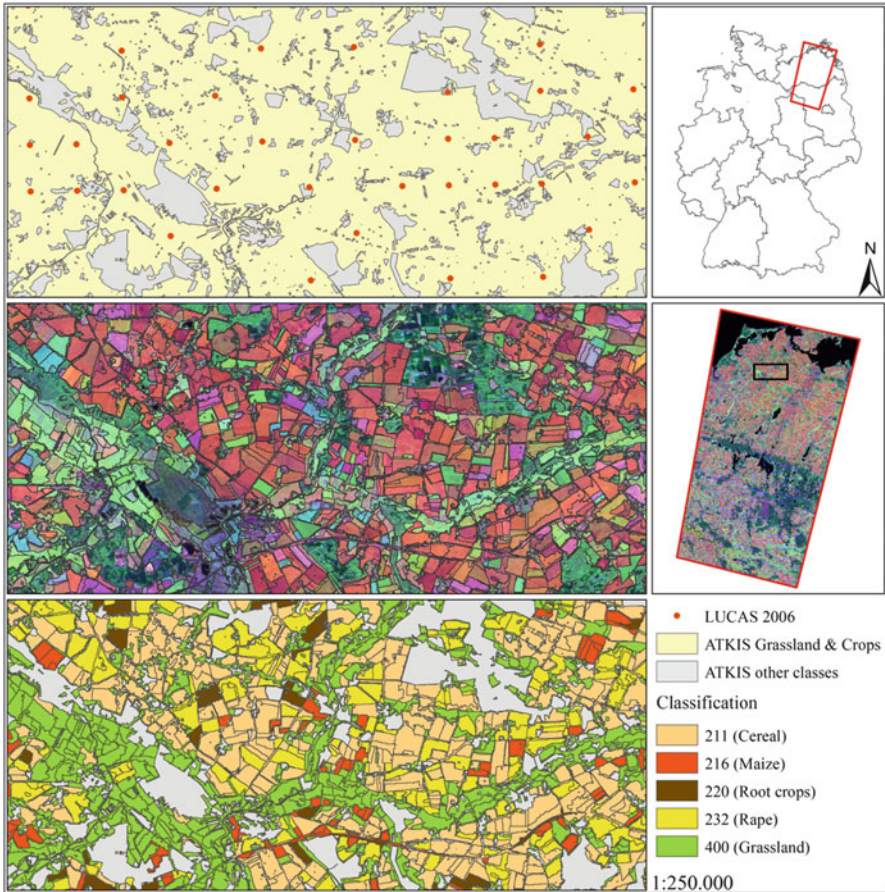 N
LUCAS 2006
ATKIS Grassland & Crops
ATKIS other classes
Classification
211 (Cereal)
216 (Maize)
220 (Root crops)
232 (Rape)
400 (Grassland)
1:250.000